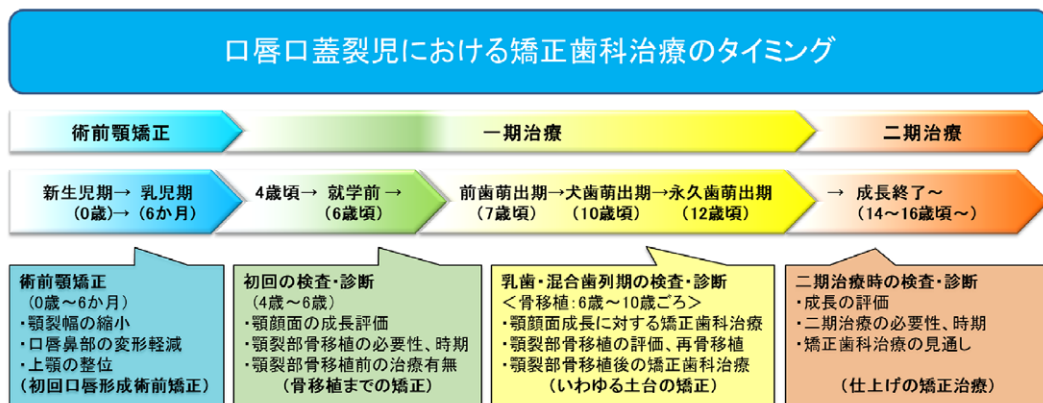 口唇口蓋裂児における矯正歯科治療のタイミング
術前顎矯正
一期治療
二期治療
新生児期→ 乳児期
(0歳)→ (6か月)
4歳頃→ 就学前→
(6歳頃)
前歯萌出期→犬歯萌出期→永久歯萌出期
(7歳頃) (10歳頃) (12歳頃)
→ 成長終了～
(14～16歳頃～)
術前顎矯正
(0歳～6か月)
・顎裂幅の縮小
・口唇鼻部の変形軽減
・上顎の整位
(初回口唇形成術前矯正)
初回の検査・診断
(4歳～6歳)
・顎顔面の成長評価
・顎裂部骨移植の必要性、時期
・顎裂部骨移植前の治療有無
(骨移植までの矯正)
乳歯・混合歯列期の検査・診断
＜骨移植：6歳～10歳ごろ＞
・顎顔面成長に対する矯正歯科治療
・顎裂部骨移植の評価、再骨移植
・顎裂部骨移植後の矯正歯科治療
(いわゆる土台の矯正)
二期治療時の検査・診断
・成長の評価
・二期治療の必要性、時期
・矯正歯科治療の見通し
(仕上げの矯正治療)